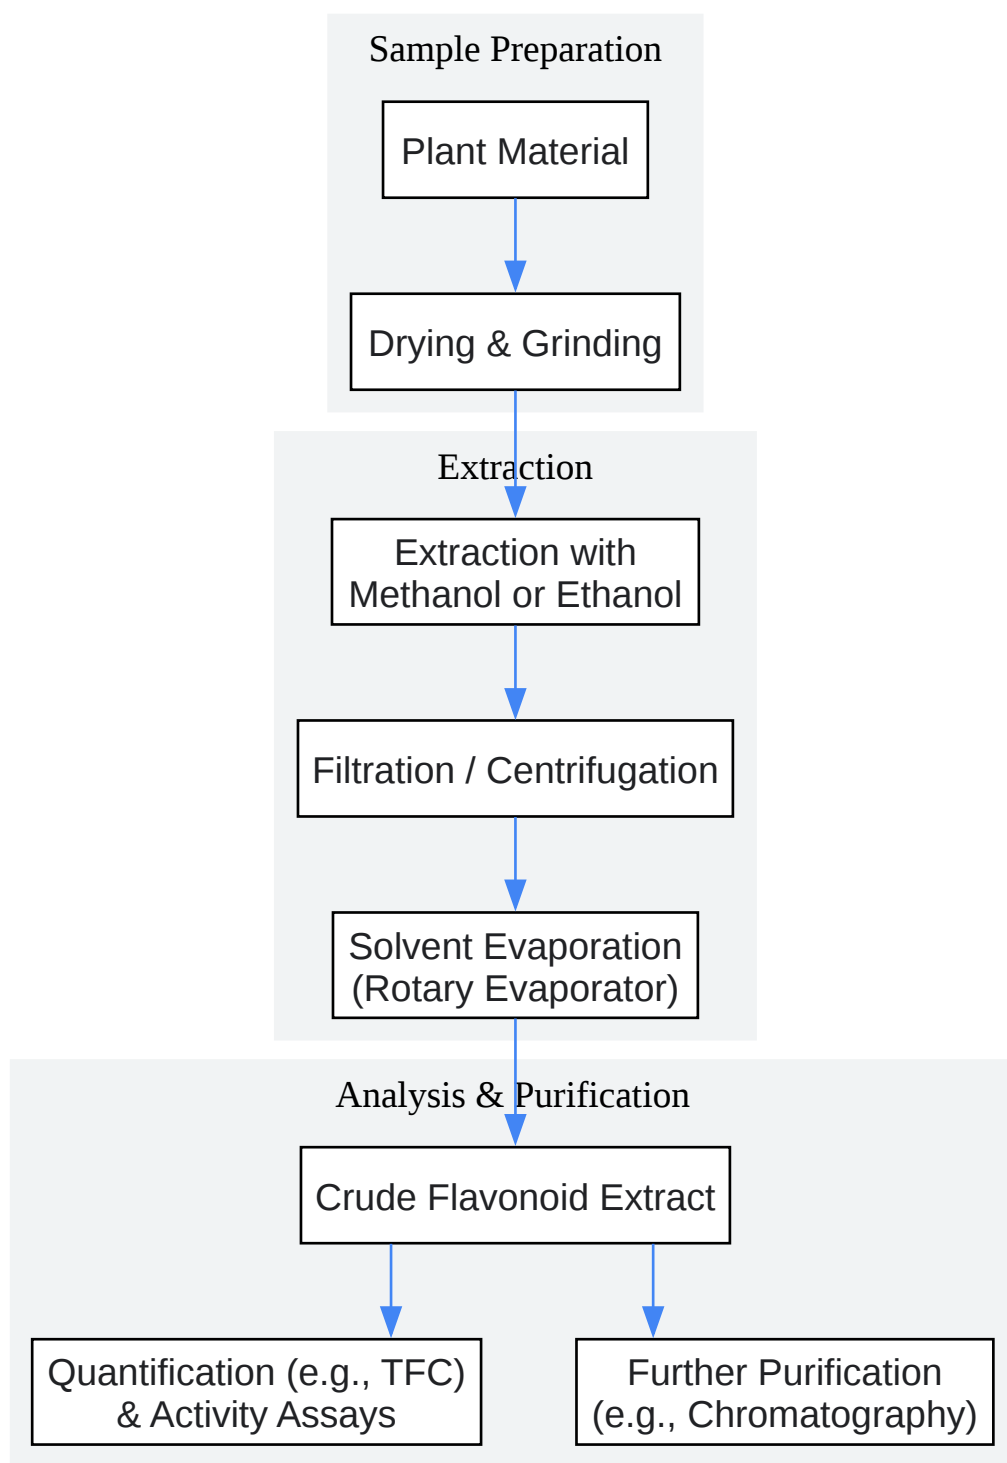 Sample Preparation
Plant Material
Drying & Grinding
Extraction
Extraction with
Methanol or Ethanol
Filtration / Centrifugation
Solvent Evaporation
(Rotary Evaporator)
Analysis & Purification
Crude Flavonoid Extract
Quantification (e.g., TFC)
& Activity Assays
Further Purification
(e.g., Chromatography)